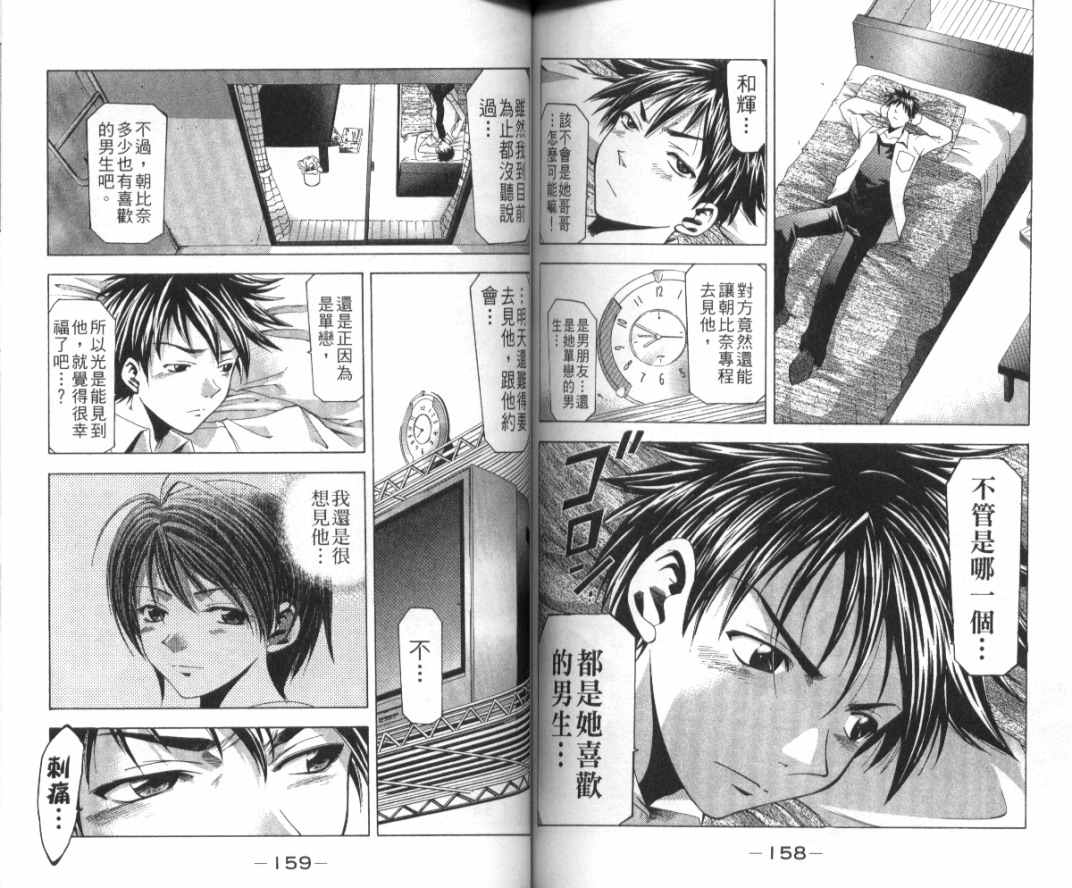 和輝…
該不會是她哥哥
…怎麼可能嘛！
對方竟然還能
讓朝比奈專程
去見他，
是男朋友…還
是她單戀的男
生…
不管是哪一個…
ゴロン
都是她喜歡
的男生…
－158－
雖然我到目前
為止都沒聽說
過…
不過，朝比奈
多少也有喜歡
的男生吧。
…明天還難得要
去見他，跟他約
會…
不…
還是正因為
是單戀，
所以光是能見到
他，就覺得很幸
福了吧…？
我還是很
想見他…
刺痛…
－159－